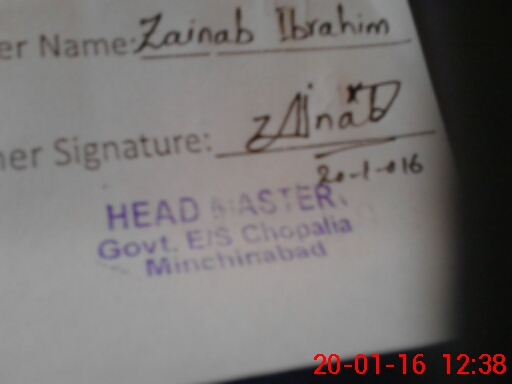 er Name: Zainab Ibrahim
her Signature: zAinab
20-1-016
HEAD MASTER
Govt. E/S Chopalia
Minchinabad
20-01-16 12:38